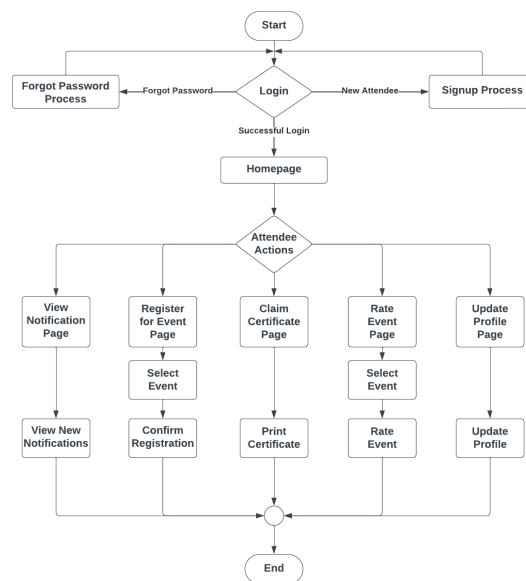 Start
Forgot Password
Process
Forgot Password
Login
New Attendee
Signup Process
Successful Login
Homepage
Attendee
Actions
View
Notification
Page
Register
for Event
Page
Claim
Certificate
Page
Rate
Event
Page
Update
Profile
Page
Select
Event
Select
Event
View New
Notifications
Confirm
Registration
Print
Certificate
Rate
Event
Update
Profile
End